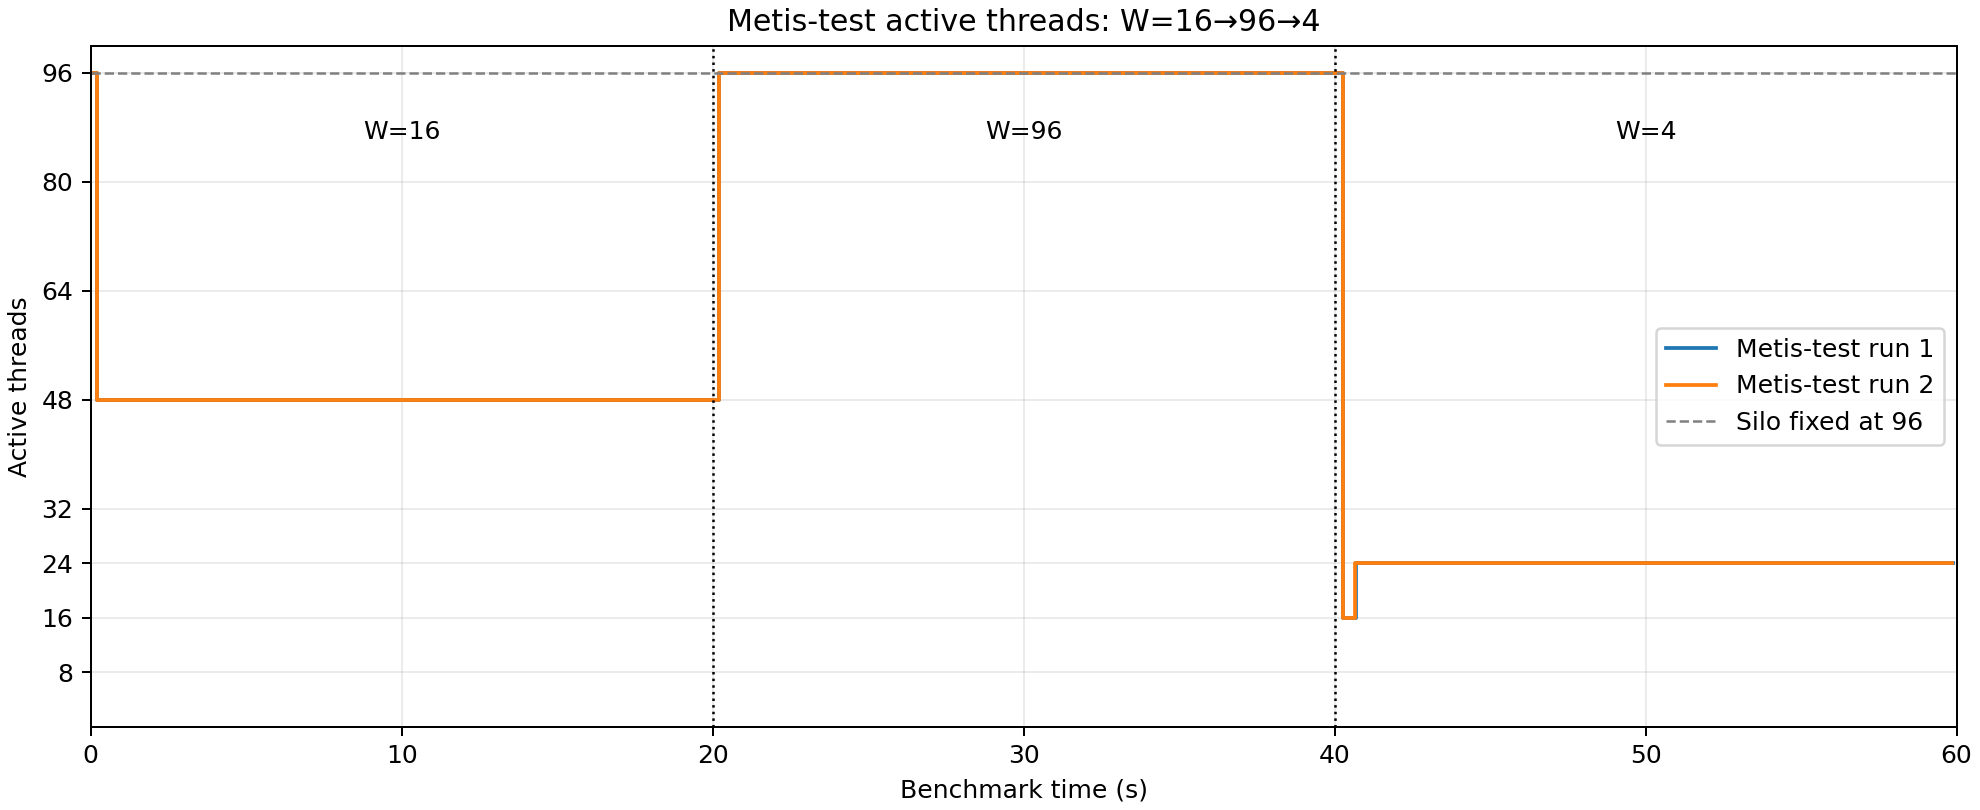 Metis-test active threads: W=16→96→4
Active threads
96
80
64
48
32
24
16
8
W=16
W=96
W=4
Metis-test run 1
Metis-test run 2
Silo fixed at 96
0
10
20
30
40
50
60
Benchmark time (s)